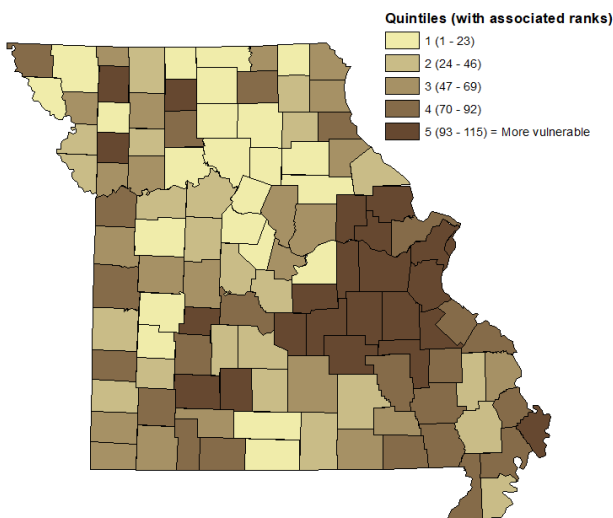 Quintiles (with associated ranks)
1 (1 - 23)
2 (24 - 46)
3 (47 - 69)
4 (70 - 92)
5 (93 - 115) = More vulnerable